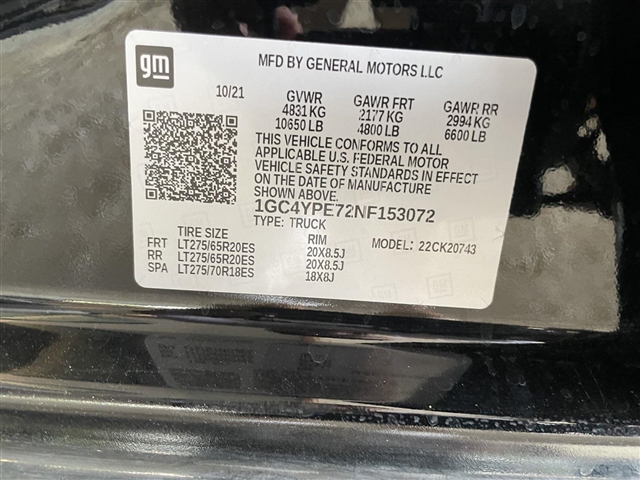 gm
MFD BY GENERAL MOTORS LLC
10/21 GVWR GAWR FRT GAWR RR
4831 KG 2177 KG 2994 KG
10650 LB 4800 LB 6600 LB
THIS VEHICLE CONFORMS TO ALL
APPLICABLE U.S. FEDERAL MOTOR
VEHICLE SAFETY STANDARDS IN EFFECT
ON THE DATE OF MANUFACTURE
SHOWN ABOVE
1GC4YPE72NF153072
TYPE: TRUCK
TIRE SIZE RIM MODEL: 22CK20743
FRT LT275/65R20ES 20X8.5J
RR LT275/65R20ES 20X8.5J
SPA LT275/70R18ES 18X8J